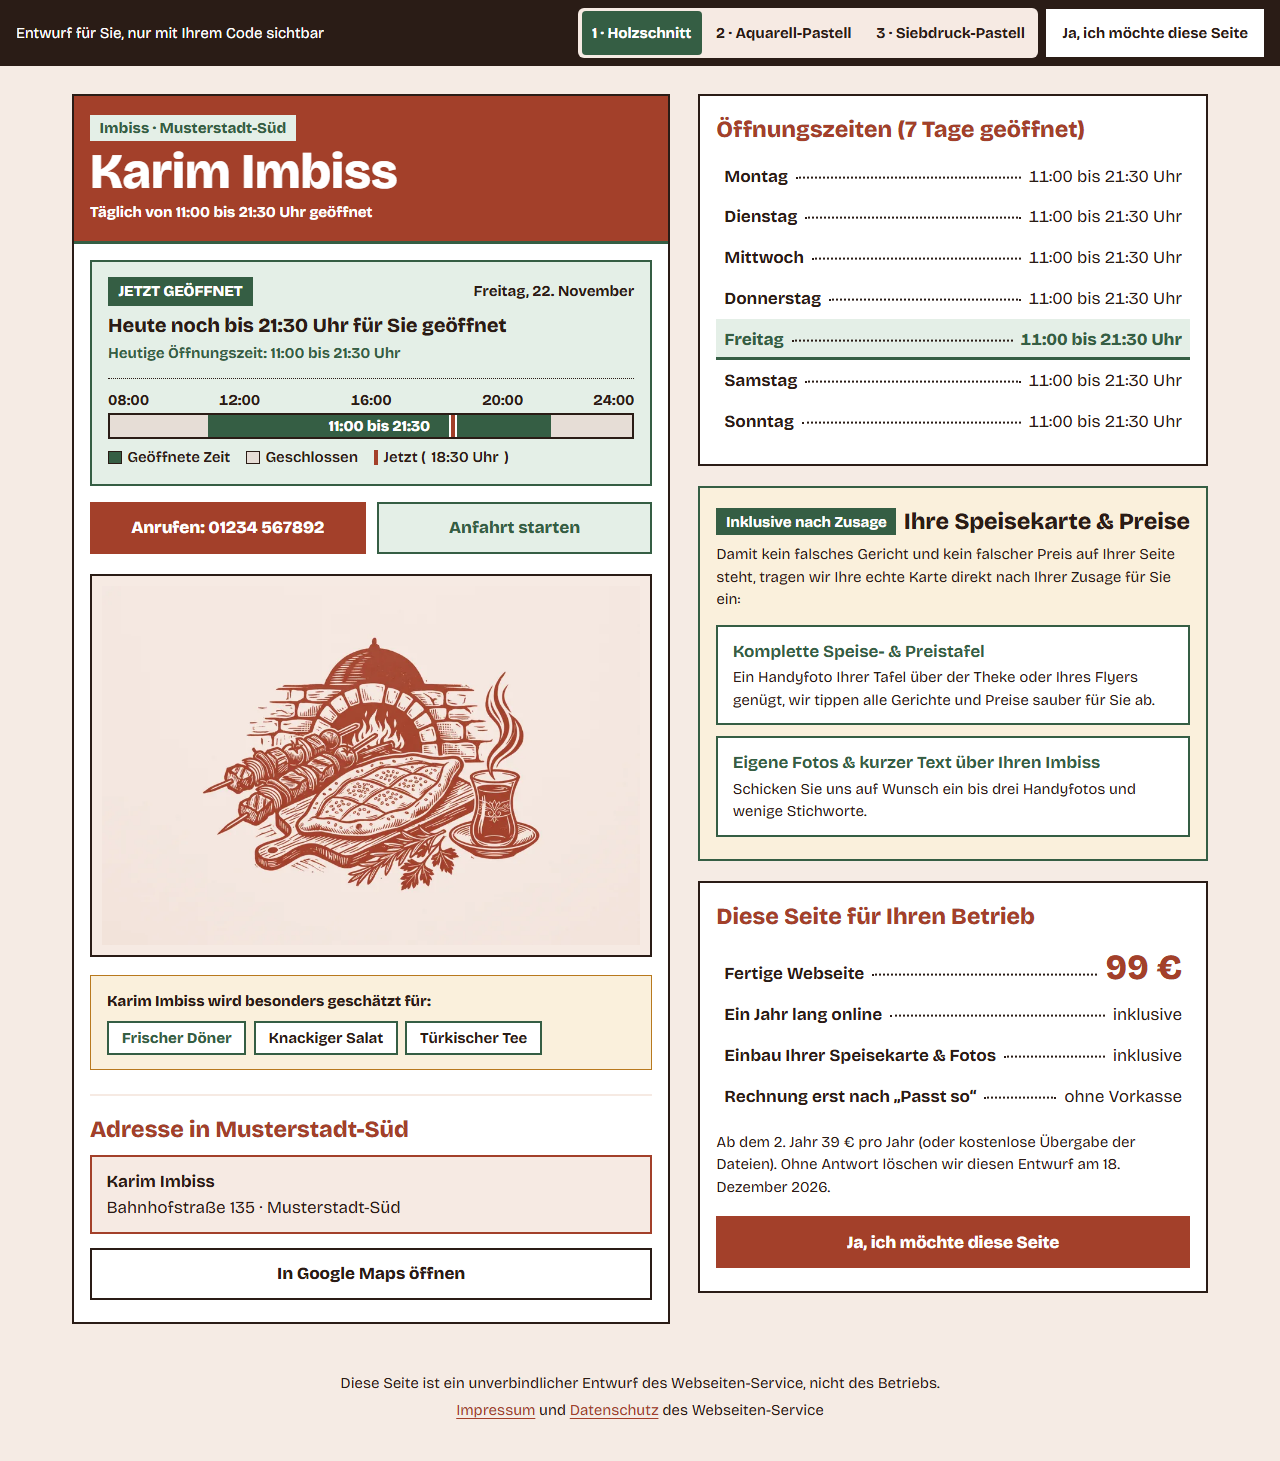 Entwurf für Sie, nur mit Ihrem Code sichtbar
1 · Holzschnitt
2 · Aquarell-Pastell
3 · Siebdruck-Pastell
Ja, ich möchte diese Seite
Imbiss · Musterstadt-Süd
Karim Imbiss
Täglich von 11:00 bis 21:30 Uhr geöffnet
JETZT GEÖFFNET
Freitag, 22. November
Heute noch bis 21:30 Uhr für Sie geöffnet
Heutige Öffnungszeit: 11:00 bis 21:30 Uhr
08:00 12:00 16:00 20:00 24:00
11:00 bis 21:30
Geöffnete Zeit Geschlossen Jetzt ( 18:30 Uhr )
Anrufen: 01234 567892
Anfahrt starten
Karim Imbiss wird besonders geschätzt für:
Frischer Döner
Knackiger Salat
Türkischer Tee
Adresse in Musterstadt-Süd
Karim Imbiss
Bahnhofstraße 135 · Musterstadt-Süd
In Google Maps öffnen
Öffnungszeiten (7 Tage geöffnet)
Montag 11:00 bis 21:30 Uhr
Dienstag 11:00 bis 21:30 Uhr
Mittwoch 11:00 bis 21:30 Uhr
Donnerstag 11:00 bis 21:30 Uhr
Freitag 11:00 bis 21:30 Uhr
Samstag 11:00 bis 21:30 Uhr
Sonntag 11:00 bis 21:30 Uhr
Inklusive nach Zusage
Ihre Speisekarte & Preise
Damit kein falsches Gericht und kein falscher Preis auf Ihrer Seite
steht, tragen wir Ihre echte Karte direkt nach Ihrer Zusage für Sie
ein:
Komplette Speise- & Preistafel
Ein Handyfoto Ihrer Tafel über der Theke oder Ihres Flyers
genügt, wir tippen alle Gerichte und Preise sauber für Sie ab.
Eigene Fotos & kurzer Text über Ihren Imbiss
Schicken Sie uns auf Wunsch ein bis drei Handyfotos und
wenige Stichworte.
Diese Seite für Ihren Betrieb
Fertige Webseite 99 €
Ein Jahr lang online inklusive
Einbau Ihrer Speisekarte & Fotos inklusive
Rechnung erst nach „Passt so“ ohne Vorkasse
Ab dem 2. Jahr 39 € pro Jahr (oder kostenlose Übergabe der
Dateien). Ohne Antwort löschen wir diesen Entwurf am 18.
Dezember 2026.
Ja, ich möchte diese Seite
Diese Seite ist ein unverbindlicher Entwurf des Webseiten-Service, nicht des Betriebs.
Impressum und Datenschutz des Webseiten-Service